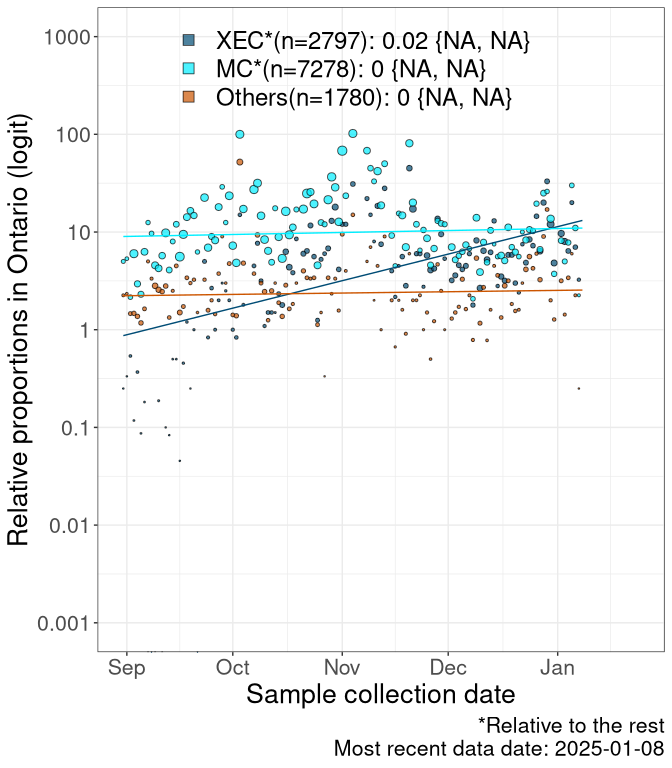 XEC*(n=2797): 0.02 {NA, NA}
MC*(n=7278): 0 {NA, NA}
Others(n=1780): 0 {NA, NA}
Relative proportions in Ontario (logit)
1000
100
10
1
0.1
0.01
0.001
Sep Oct Nov Dec Jan
Sample collection date
*Relative to the rest
Most recent data date: 2025-01-08